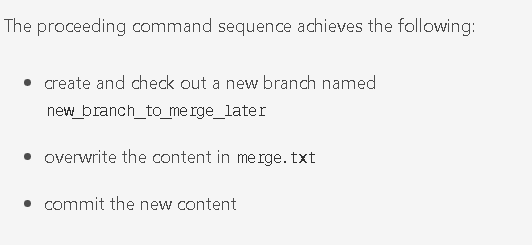 The proceeding command sequence achieves the following:
create and check out a new branch named
new_branch_to_merge_later
overwrite the content in merge.txt
commit the new content